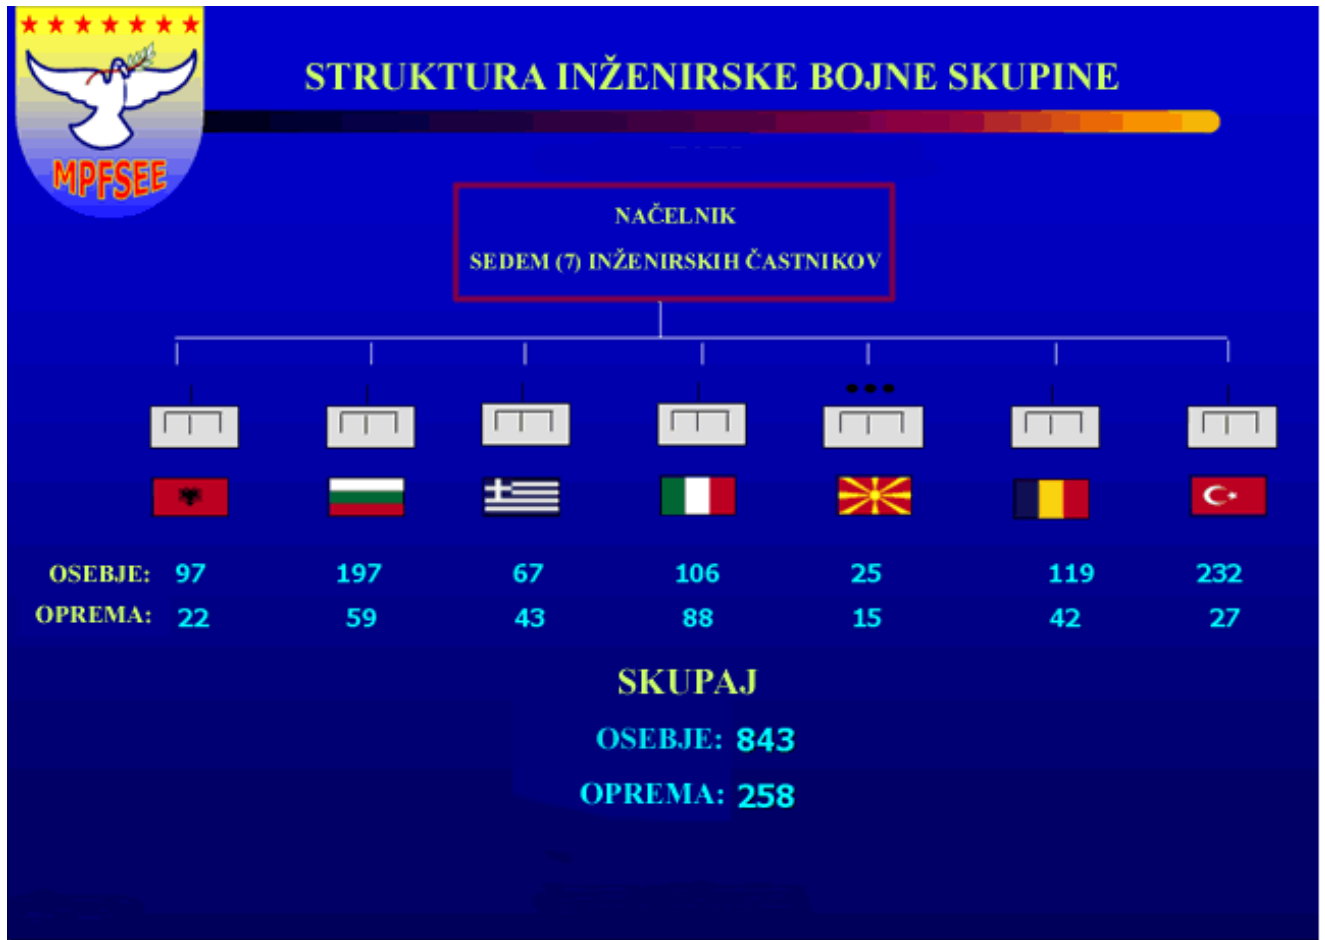 STRUKTURA INŽENIRSKE BOJNE SKUPINE
MPFSEE
NAČELNIK
SEDEM (7) INŽENIRSKIH ČASTNIKOV
OSEBJE: 97 197 67 106 25 119 232
OPREMA: 22 59 43 88 15 42 27
SKUPAJ
OSEBJE: 843
OPREMA: 258